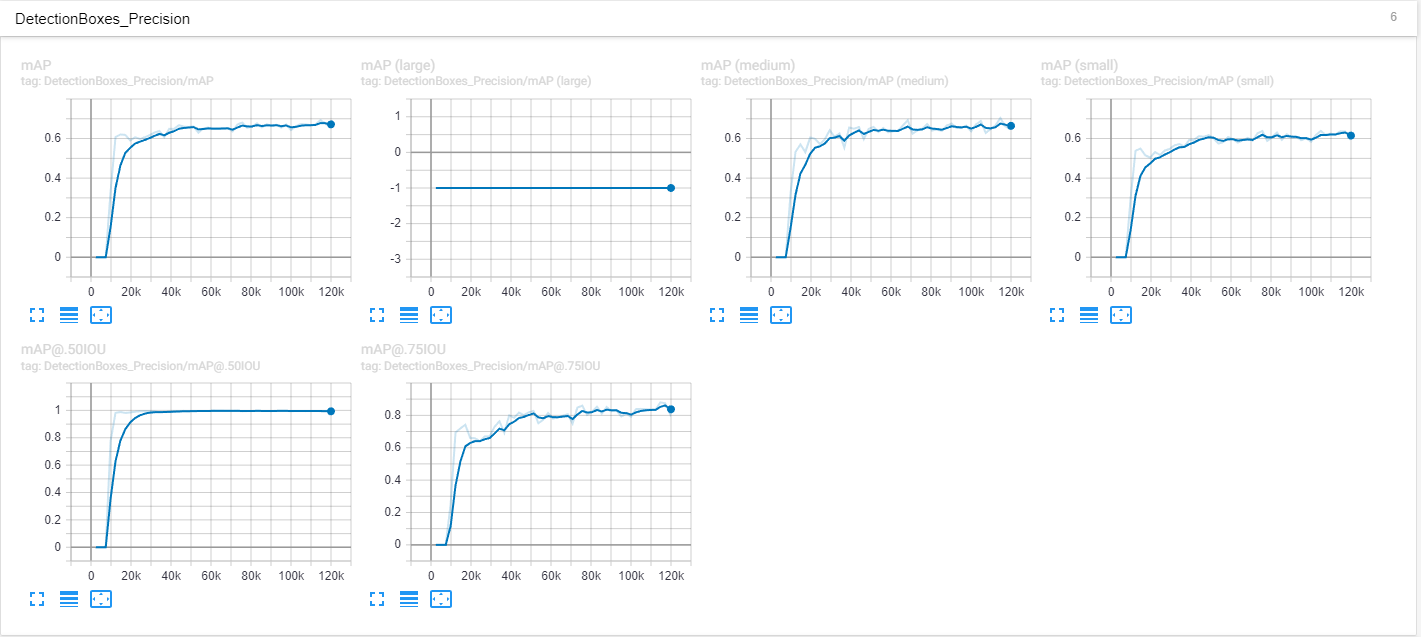 DetectionBoxes_Precision 6
mAP
tag: DetectionBoxes_Precision/mAP
0.6
0.4
0.2
0
0 20k 40k 60k 80k 100k 120k
mAP (large)
tag: DetectionBoxes_Precision/mAP (large)
1
0
-1
-2
-3
0 20k 40k 60k 80k 100k 120k
mAP (medium)
tag: DetectionBoxes_Precision/mAP (medium)
0.6
0.4
0.2
0
0 20k 40k 60k 80k 100k 120k
mAP (small)
tag: DetectionBoxes_Precision/mAP (small)
0.6
0.4
0.2
0
0 20k 40k 60k 80k 100k 120k
mAP@.50IOU
tag: DetectionBoxes_Precision/mAP@.50IOU
1
0.8
0.6
0.4
0.2
0
0 20k 40k 60k 80k 100k 120k
mAP@.75IOU
tag: DetectionBoxes_Precision/mAP@.75IOU
0.8
0.6
0.4
0.2
0
0 20k 40k 60k 80k 100k 120k